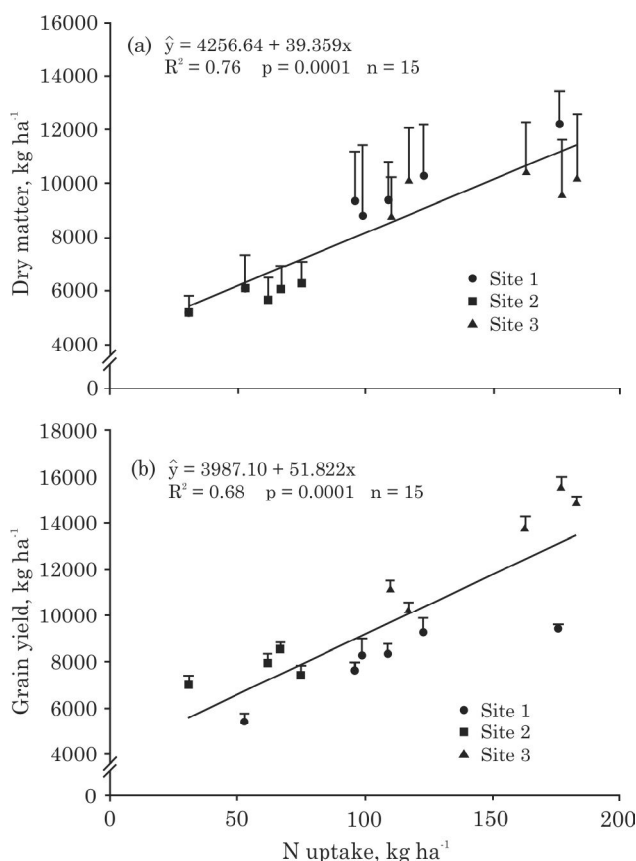 16000
(a) ŷ = 4256.64 + 39.359x
R² = 0.76 p = 0.0001 n = 15
14000
12000
10000
8000
6000
4000
0
Dry matter, kg ha⁻¹
Site 1
Site 2
Site 3
18000
(b) ŷ = 3987.10 + 51.822x
R² = 0.68 p = 0.0001 n = 15
16000
14000
12000
10000
8000
6000
4000
0
Grain yield, kg ha⁻¹
Site 1
Site 2
Site 3
0 50 100 150 200
N uptake, kg ha⁻¹